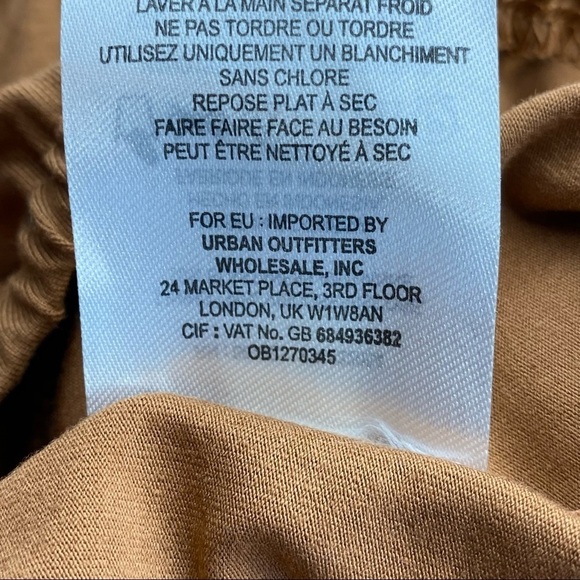 LAVER À LA MAIN SÉPARAT FROID
NE PAS TORDRE OU TORDRE
UTILISEZ UNIQUEMENT UN BLANCHIMENT
SANS CHLORE
REPOSE PLAT À SEC
FAIRE FAIRE FACE AU BESOIN
PEUT ÊTRE NETTOYÉ À SEC
FOR EU : IMPORTED BY
URBAN OUTFITTERS
WHOLESALE, INC
24 MARKET PLACE, 3RD FLOOR
LONDON, UK W1W8AN
CIF : VAT No. GB 684936382
OB1270345